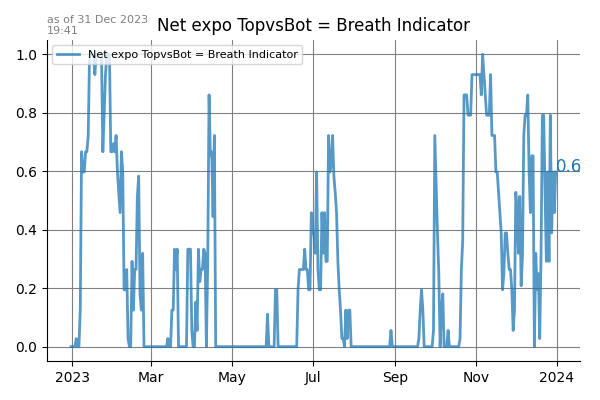 as of 31 Dec 2023
19:41
Net expo TopvsBot = Breath Indicator
Net expo TopvsBot = Breath Indicator
1.0
0.8
0.6
0.4
0.2
0.0
0.6
2023 Mar May Jul Sep Nov 2024